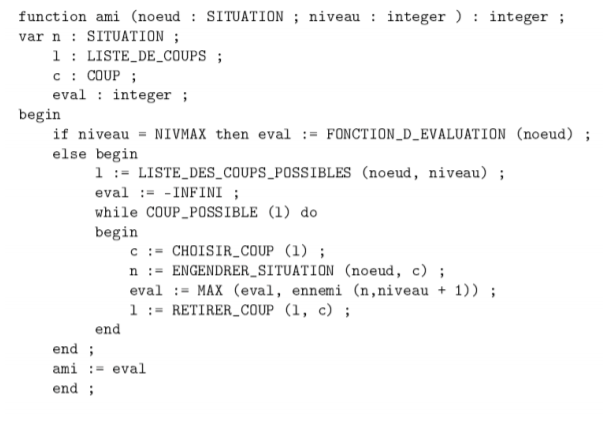 function ami (noeud : SITUATION ; niveau : integer ) : integer ;
var n : SITUATION ;
l : LISTE_DE_COUPS ;
c : COUP ;
eval : integer ;
begin
if niveau = NIVMAX then eval := FONCTION_D_EVALUATION (noeud) ;
else begin
l := LISTE_DES_COUPS_POSSIBLES (noeud, niveau) ;
eval := -INFINI ;
while COUP_POSSIBLE (l) do
begin
c := CHOISIR_COUP (l) ;
n := ENGENDRER_SITUATION (noeud, c) ;
eval := MAX (eval, ennemi (n,niveau + 1)) ;
l := RETIRER_COUP (l, c) ;
end
end ;
ami := eval
end ;